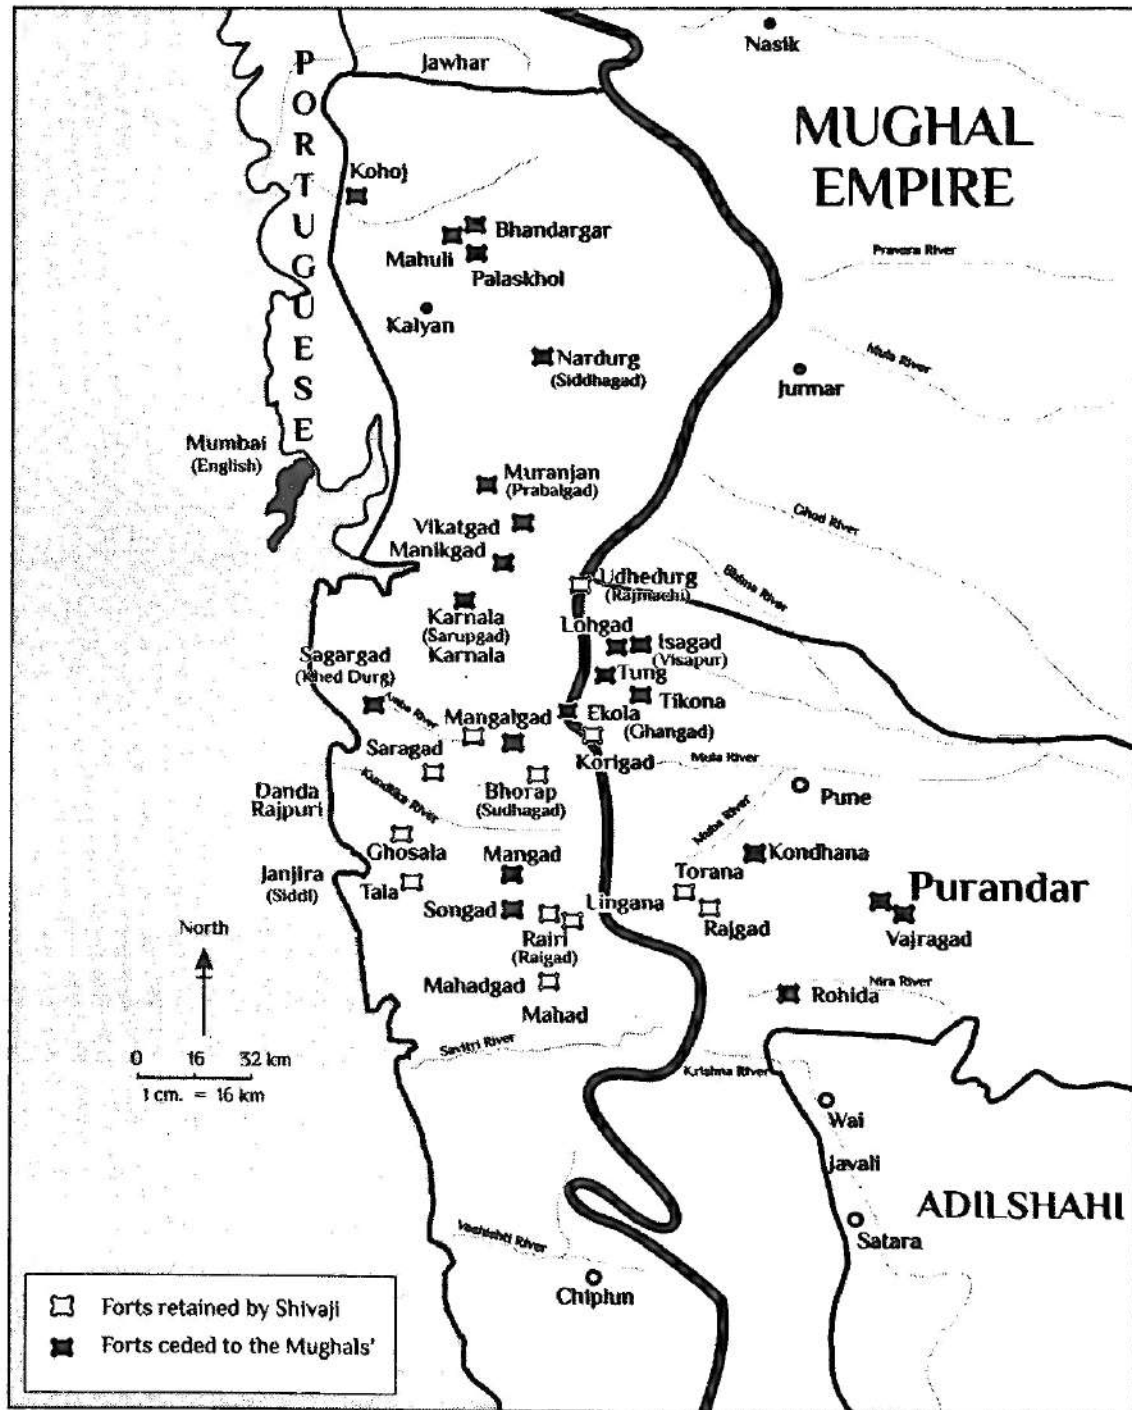 PORTUGUESE
Jawhar
Nasik
MUGHAL
EMPIRE
Kohoj
Bhandargar
Mahuli
Palaskhol
Pravara River
Kalyan
Nardurg
(Siddhagad)
Mula River
Junnar
Mumbai
(English)
Muranjan
(Prabalgad)
Vikatgad
Manikgad
Ghod River
Bhima River
Udhedurg
(Rajmachi)
Karnala
(Sarupgad)
Karnala
Lohgad
Isagad
(Visapur)
Sagargad
(Khed Durg)
Tung
Tikona
Amba River
Mangalgad
Ekola
(Ghangad)
Saragad
Korigad
Mula River
Kundlika River
Bhorap
(Sudhagad)
Danda
Rajpuri
Pune
Mutha River
Ghosala
Mangad
Kondhana
Janjira
(Siddi)
Tala
Torana
Purandar
Songad
Lingana
Rajgad
Vajragad
North
Rairi
(Raigad)
Mahadgad
Mahad
Nira River
Rohida
Savitri River
0 16 32 km
1 cm. = 16 km
Krishna River
Wai
Javali
ADILSHAHI
Satara
Vashishti River
Chiplun
Forts retained by Shivaji
Forts ceded to the Mughals'